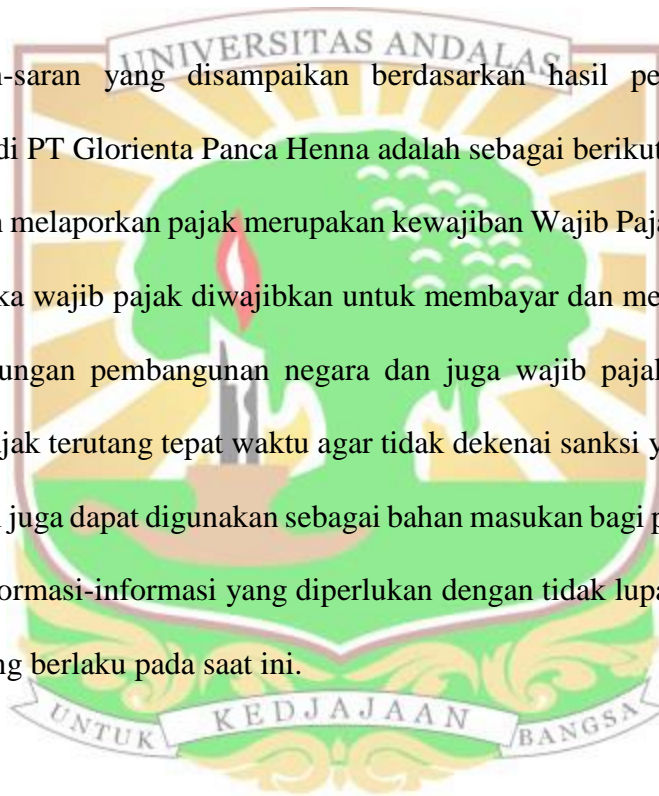 UNIVERSITAS ANDALAS
-saran yang disampaikan berdasarkan hasil pe
di PT Glorienta Panca Henna adalah sebagai berikut
melaporkan pajak merupakan kewajiban Wajib Paja
ka wajib pajak diwajibkan untuk membayar dan me
ungan pembangunan negara dan juga wajib pajak
jak terutang tepat waktu agar tidak dekenai sanksi y
juga dapat digunakan sebagai bahan masukan bagi p
ormasi-informasi yang diperlukan dengan tidak lupa
ng berlaku pada saat ini.
UNTUK KEDJAJAAN BANGSA